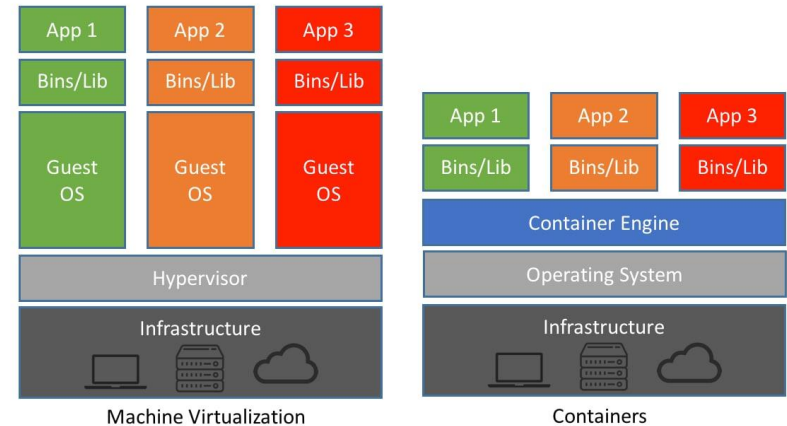 App 1
App 2
App 3
Bins/Lib
Bins/Lib
Bins/Lib
Guest
OS
Guest
OS
Guest
OS
Hypervisor
Infrastructure
Machine Virtualization
App 1
App 2
App 3
Bins/Lib
Bins/Lib
Bins/Lib
Container Engine
Operating System
Infrastructure
Containers